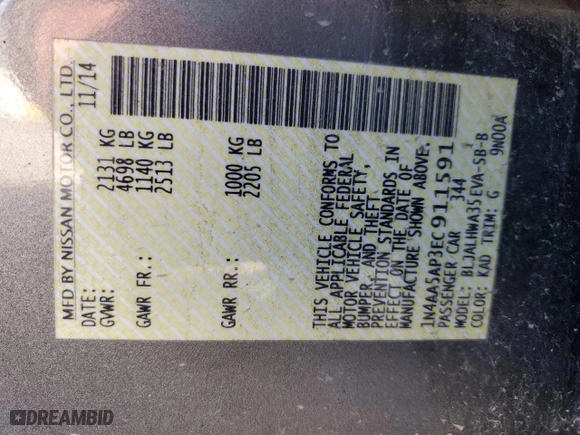 MFD BY NISSAN MOTOR CO., LTD.
DATE: 11/14
GVWR: 2131 KG
4698 LB
GAWR FR.: 1140 KG
2513 LB
GAWR RR.: 1000 KG
2205 LB
THIS VEHICLE CONFORMS TO
ALL APPLICABLE FEDERAL
MOTOR VEHICLE SAFETY,
BUMPER, AND THEFT
PREVENTION STANDARDS IN
EFFECT ON THE DATE OF
MANUFACTURE SHOWN ABOVE.
1N4AA5AP3EC911591
PASSENGER CAR 344
MODEL: BLJALHWA35EVA-SB-B
COLOR: KAD TRIM: G 9N00A
DREAMBID